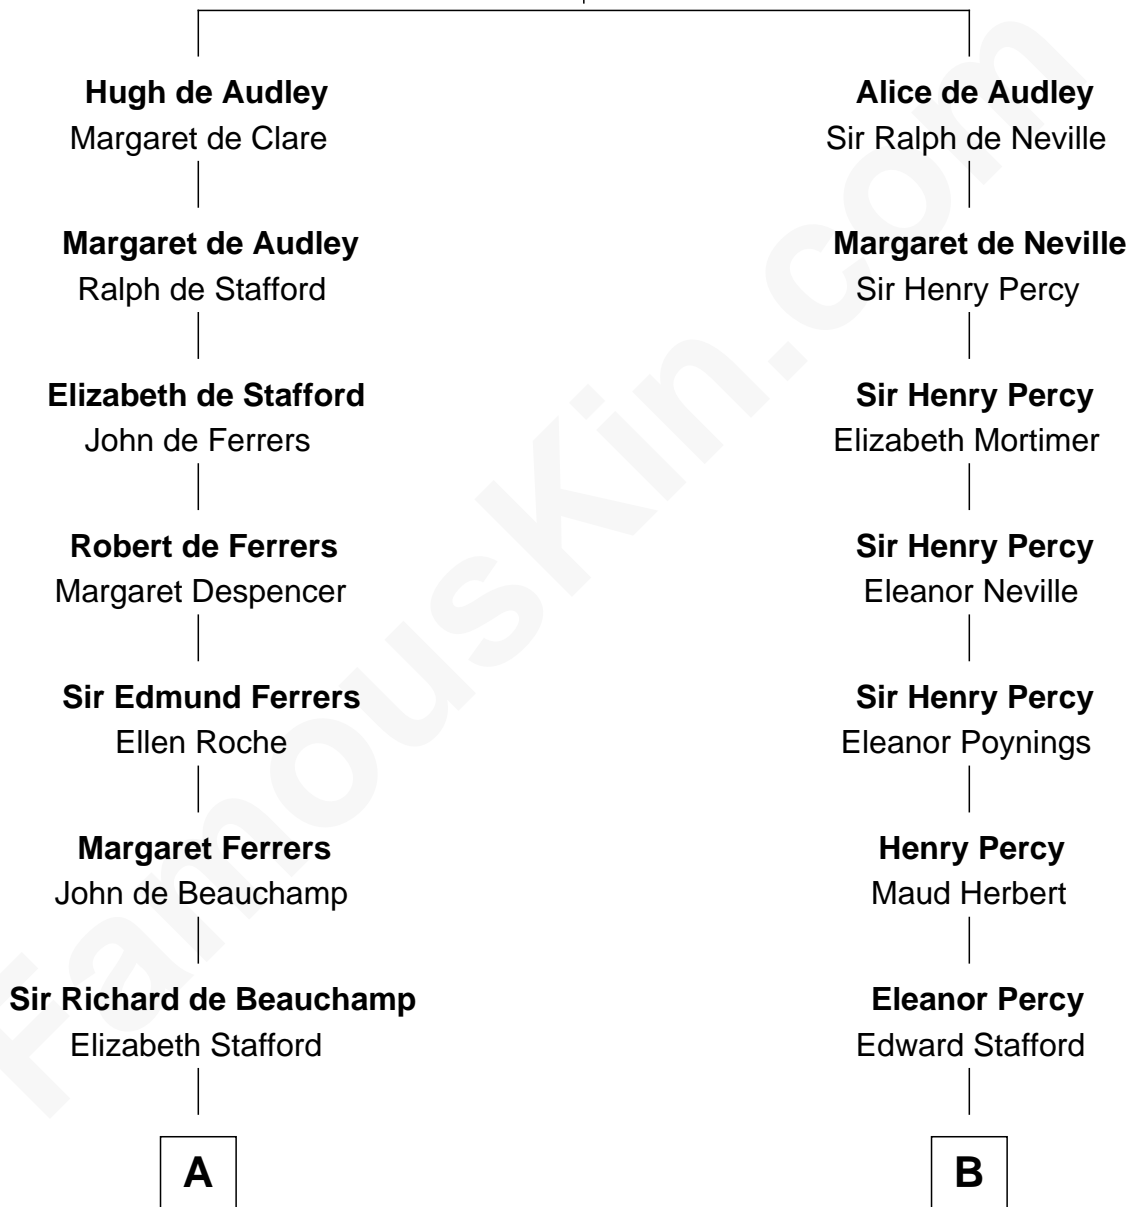 Hugh de Audley
Margaret de Clare
Margaret de Audley
Ralph de Stafford
Elizabeth de Stafford
John de Ferrers
Robert de Ferrers
Margaret Despencer
Sir Edmund Ferrers
Ellen Roche
Margaret Ferrers
John de Beauchamp
Sir Richard de Beauchamp
Elizabeth Stafford
A
Alice de Audley
Sir Ralph de Neville
Margaret de Neville
Sir Henry Percy
Sir Henry Percy
Elizabeth Mortimer
Sir Henry Percy
Eleanor Neville
Sir Henry Percy
Eleanor Poynings
Henry Percy
Maud Herbert
Eleanor Percy
Edward Stafford
B
FamousKin.com